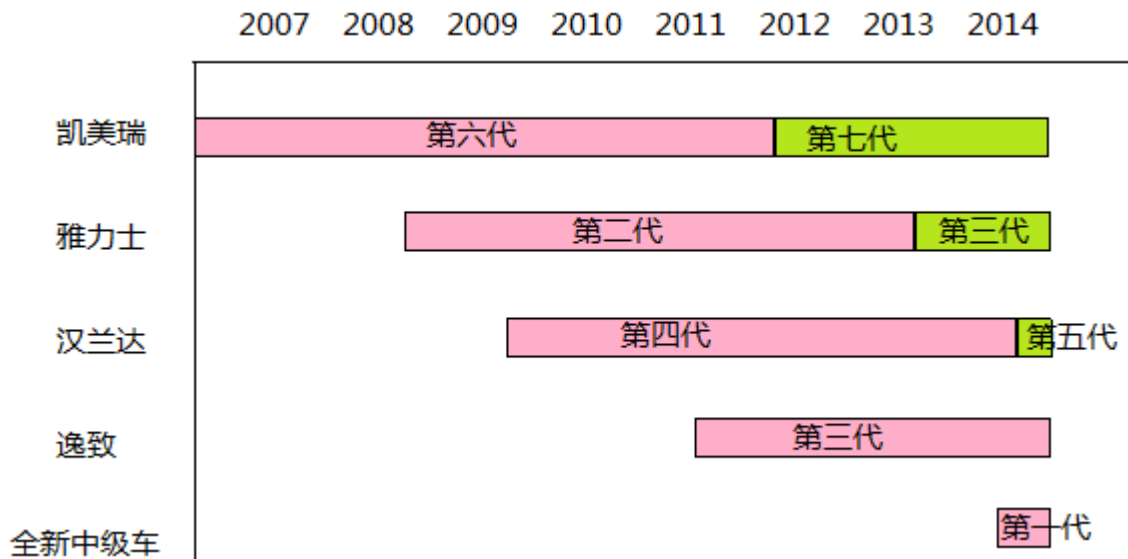 2007 2008 2009 2010 2011 2012 2013 2014
凯美瑞 第六代 第七代
雅力士 第二代 第三代
汉兰达 第四代 第五代
逸致 第三代
全新中级车 第一代